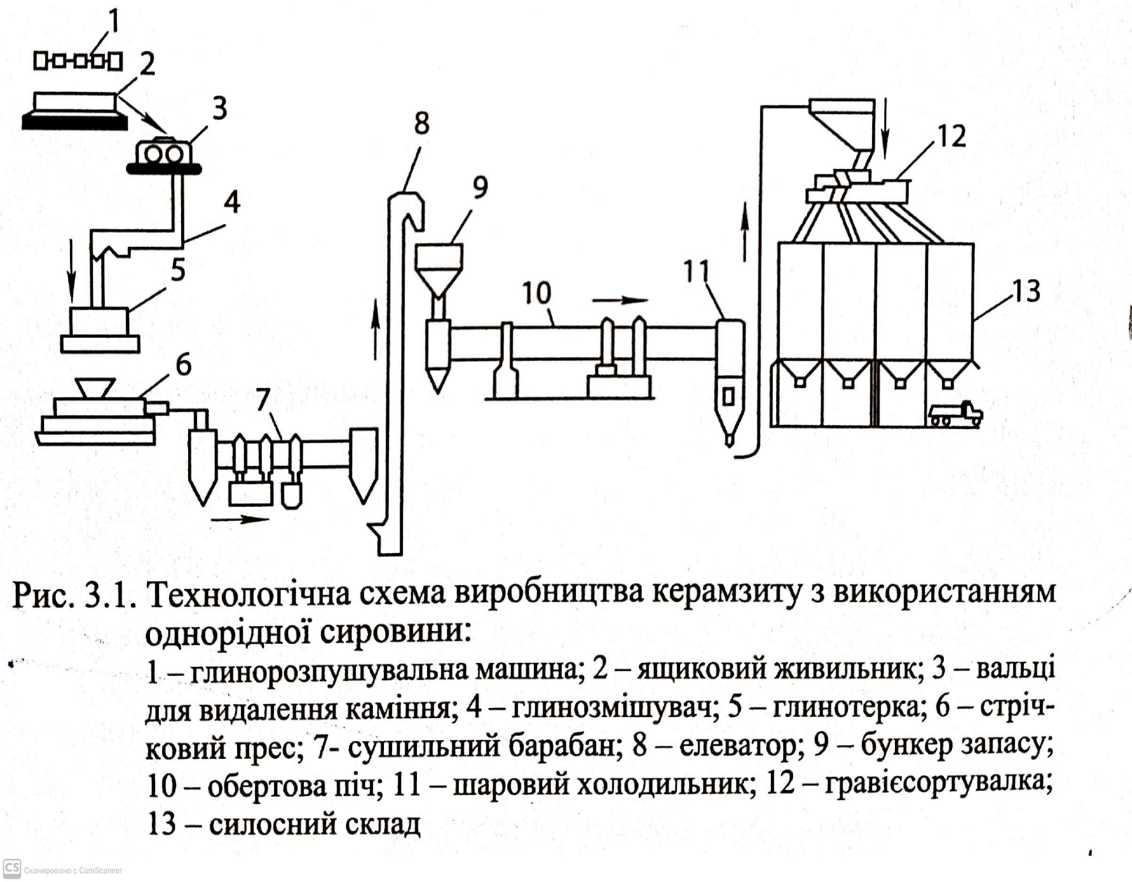 1
2
3
4
5
6
7
8
9
10
11
12
13
Рис. 3.1. Технологічна схема виробництва керамзиту з використанням
однорідної сировини:
1 – глинорозпушувальна машина; 2 – ящиковий живильник; 3 – вальці
для видалення каміння; 4 – глинозмішувач; 5 – глинотерка; 6 – стріч-
ковий прес; 7- сушильний барабан; 8 – елеватор; 9 – бункер запасу;
10 – обертова піч; 11 – шаровий холодильник; 12 – гравієсортувалка;
13 – силосний склад
CS Сканировано с CamScanner